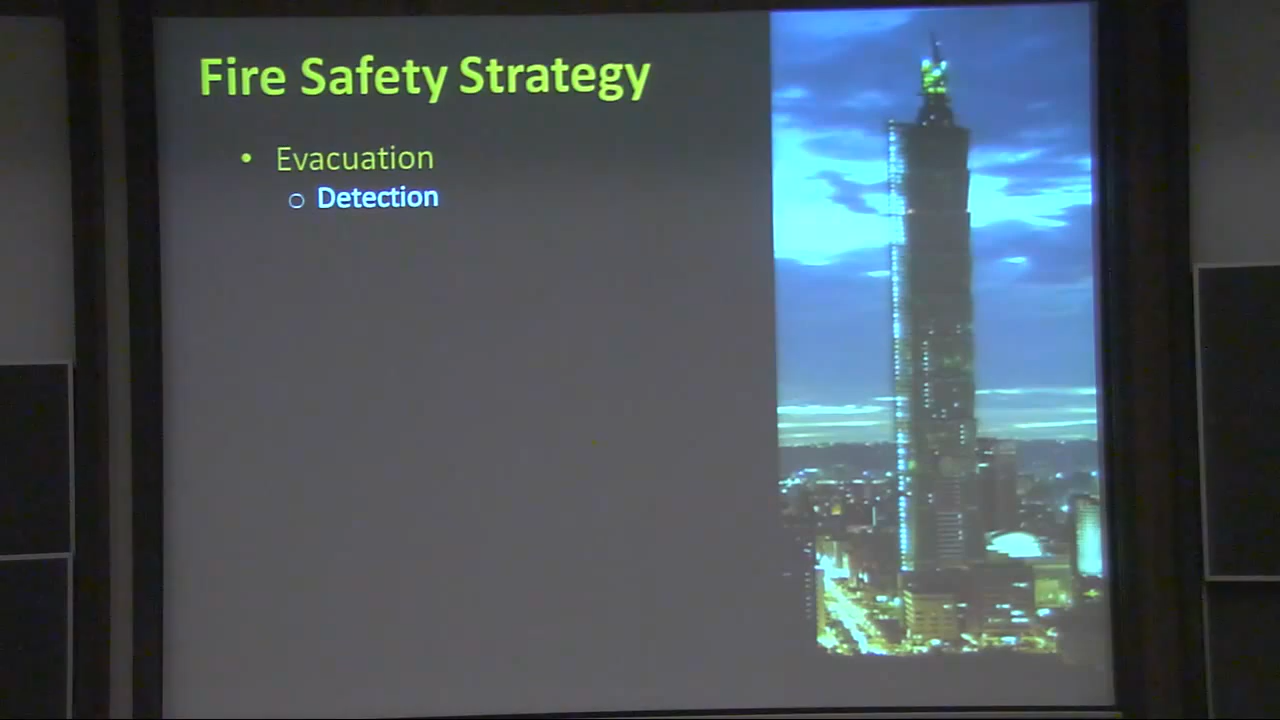 Fire Safety Strategy
• Evacuation
○ Detection